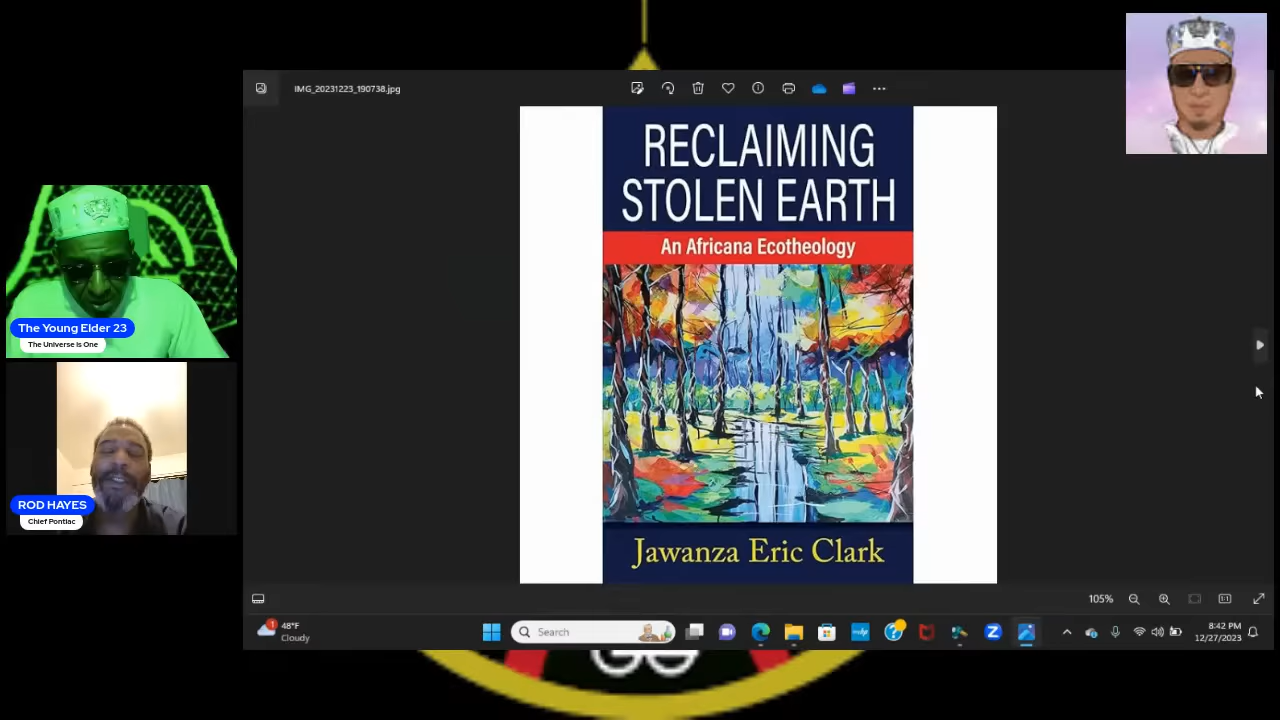 IMG_20231223_190738.jpg
RECLAIMING
STOLEN EARTH
An Africana Ecotheology
Jawanza Eric Clark
The Young Elder 23
The Universe is One
ROD HAYES
Chief Pontiac
105%
1
48°F
Cloudy
Search
8:42 PM
12/27/2023